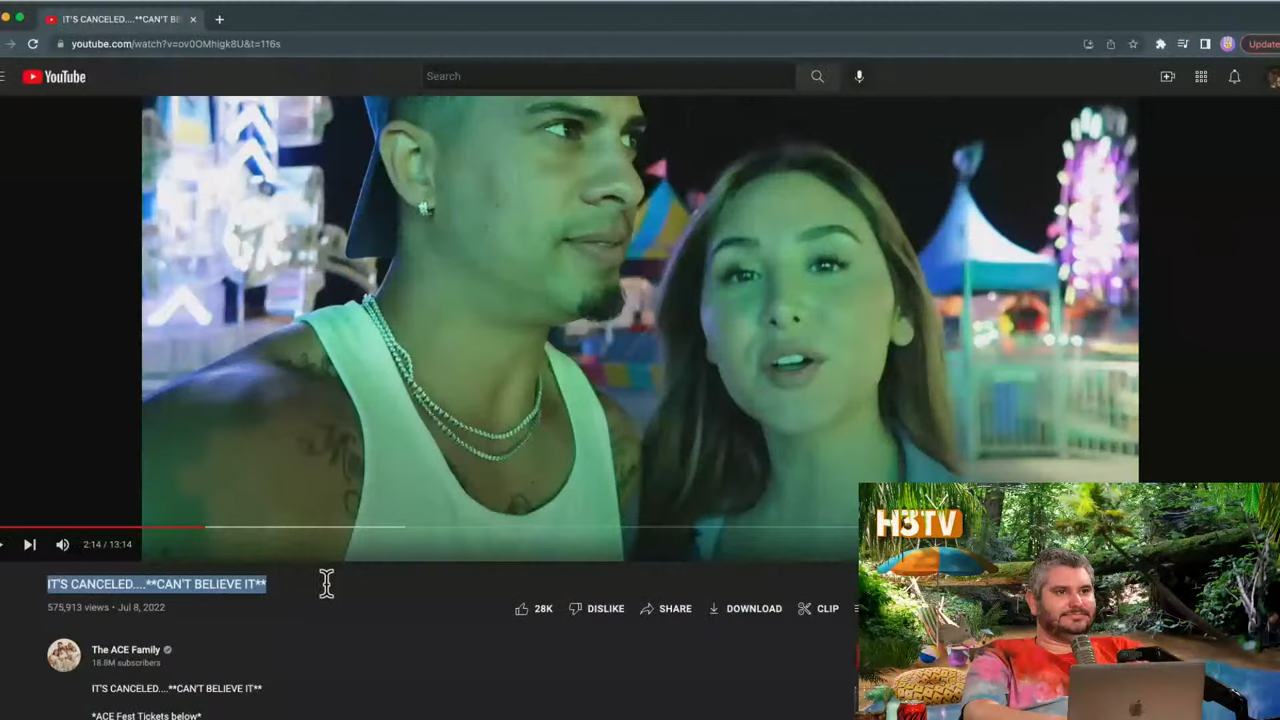 IT'S CANCELED....**CAN'T BE
youtube.com/watch?v=ov0OMhigk8U&t=116s
Update
YouTube
Search
2:14 / 13:14
IT'S CANCELED....**CAN'T BELIEVE IT**
575,913 views • Jul 8, 2022
28K
DISLIKE
SHARE
DOWNLOAD
CLIP
The ACE Family
18.8M subscribers
IT'S CANCELED....**CAN'T BELIEVE IT**
*ACE Fest Tickets below*
H3TV